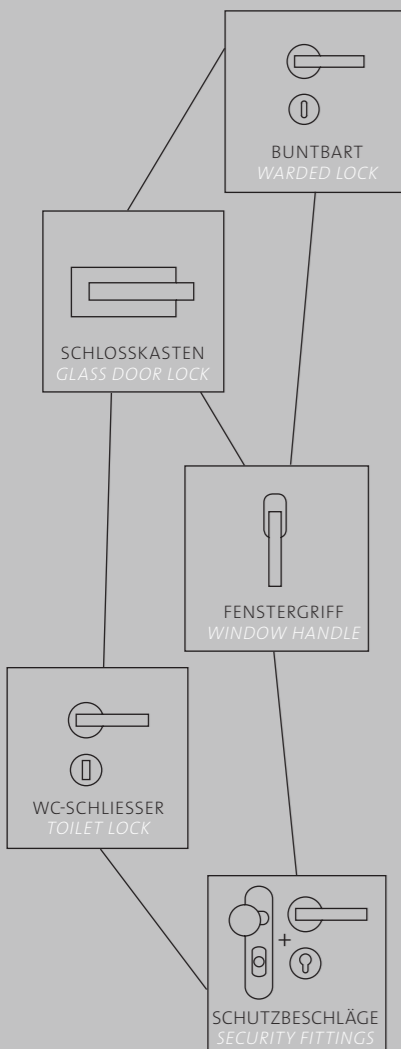 BUNTBART
WARDED LOCK
SCHLOSSKASTEN
GLASS DOOR LOCK
FENSTERGRIFF
WINDOW HANDLE
WC-SCHLIESSER
TOILET LOCK
SCHUTZBESCHLÄGE
SECURITY FITTINGS